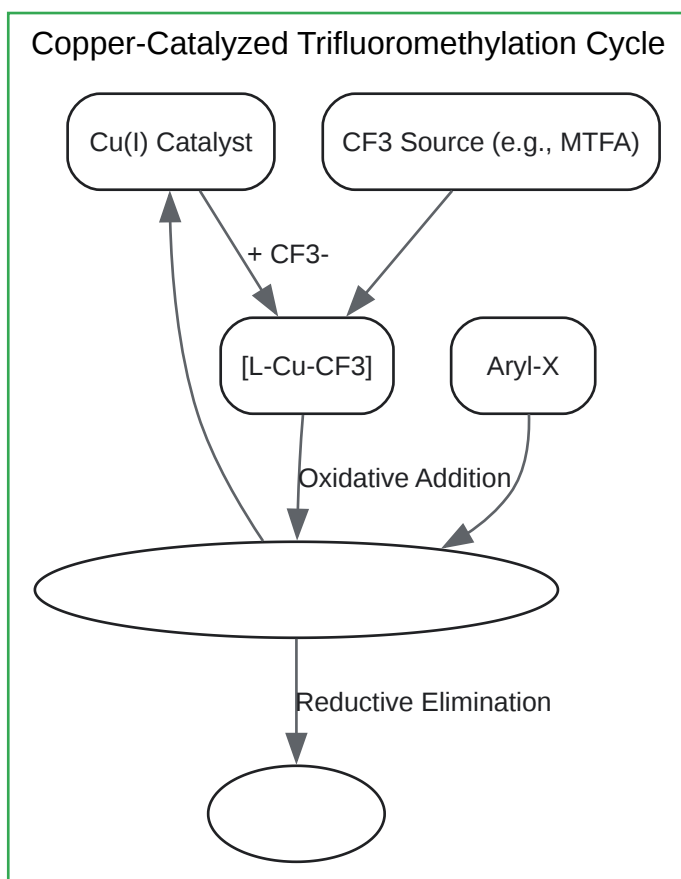 Copper-Catalyzed Trifluoromethylation Cycle
Cu(I) Catalyst
CF3 Source (e.g., MTFA)
+ CF3-
[L-Cu-CF3]
Aryl-X
Oxidative Addition
Reductive Elimination